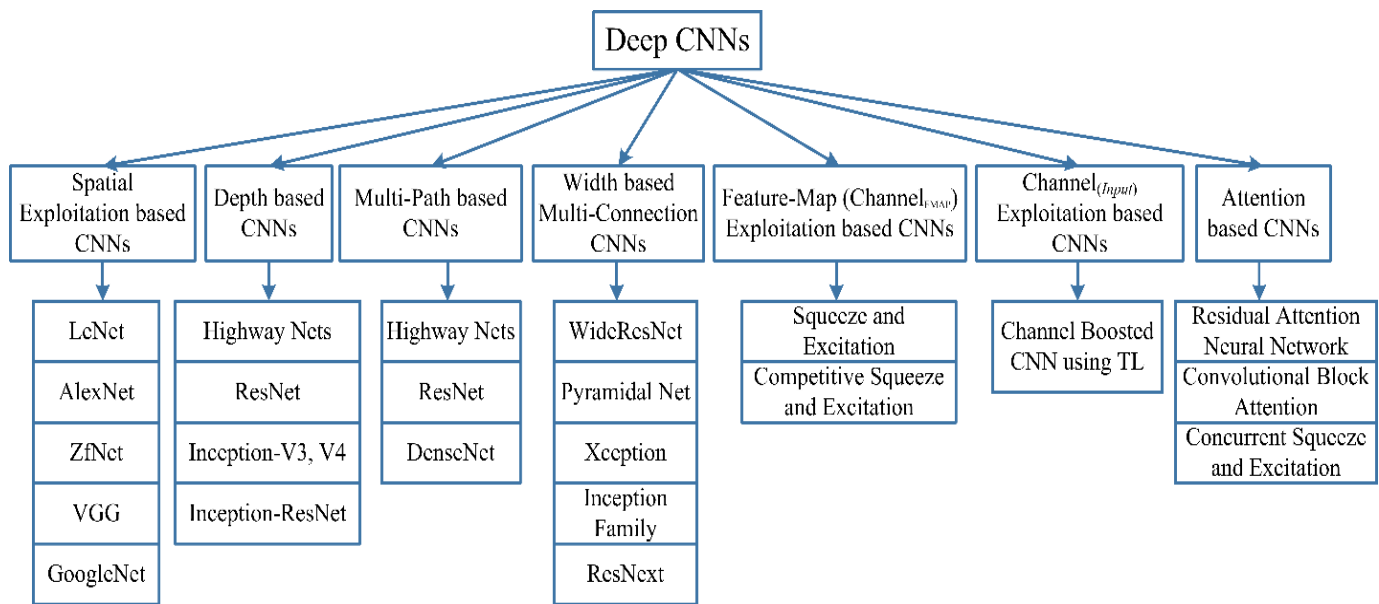 Deep CNNs
Spatial
Exploitation based
CNNs
Depth based
CNNs
Multi-Path based
CNNs
Width based
Multi-Connection
CNNs
Feature-Map (ChannelFMAP)
Exploitation based CNNs
Channel(Input)
Exploitation based
CNNs
Attention
based CNNs
LeNet
AlexNet
ZfNet
VGG
GoogleNet
Highway Nets
ResNet
Inception-V3, V4
Inception-ResNet
Highway Nets
ResNet
DenseNet
WideResNet
Pyramidal Net
Xception
Inception
Family
ResNext
Squeeze and
Excitation
Competitive Squeeze
and Excitation
Channel Boosted
CNN using TL
Residual Attention
Neural Network
Convolutional Block
Attention
Concurrent Squeeze
and Excitation